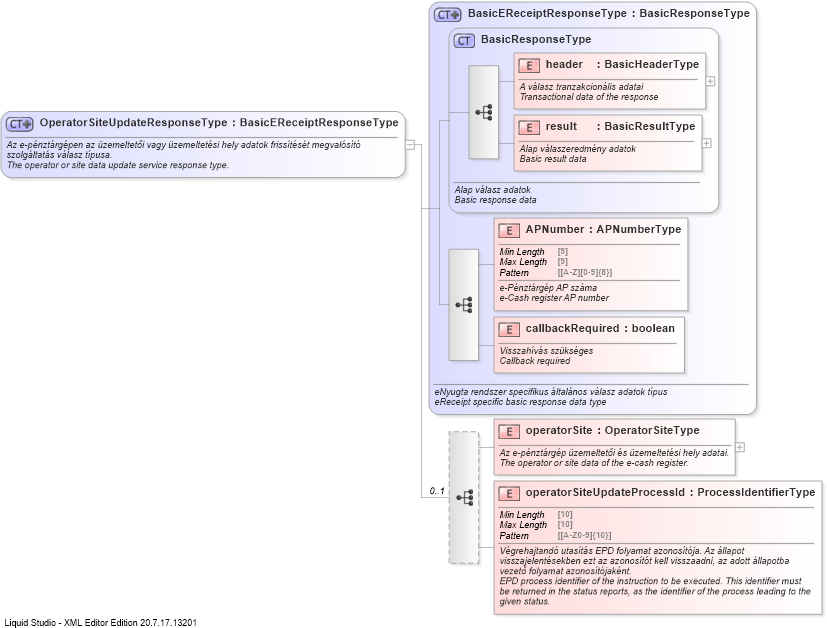 CT BasicEReceiptResponseType : BasicResponseType
CT BasicResponseType
E header : BasicHeaderType
A válasz tranzakcionális adatai
Transactional data of the response
E result : BasicResultType
Alap válaszeredmény adatok
Basic result data
Alap válasz adatok
Basic response data
CT OperatorSiteUpdateResponseType : BasicEReceiptResponseType
Az e-pénztárgépen az üzemeltetői vagy üzemeltetési hely adatok frissítését megvalósító
szolgáltatás válasz típusa.
The operator or site data update service response type.
E APNumber : APNumberType
Min Length [9]
Max Length [9]
Pattern [[A-Z][0-9]{8}]
e-Pénztárgép AP száma
e-Cash register AP number
E callbackRequired : boolean
Visszahívás szükséges
Callback required
eNyugta rendszer specifikus általános válasz adatok típus
eReceipt specific basic response data type
0..1
E operatorSite : OperatorSiteType
Az e-pénztárgép üzemeltetői és üzemeltetési hely adatai.
The operator or site data of the e-cash register.
E operatorSiteUpdateProcessId : ProcessIdentifierType
Min Length [10]
Max Length [10]
Pattern [[A-Z0-9]{10}]
Végrehajtandó utasítás EPD folyamat azonosítója. Az állapot
visszajelentésekben ezt az azonosítót kell visszaadni, az adott állapotba
vezető folyamat azonosítójaként.
EPD process identifier of the instruction to be executed. This identifier must
be returned in the status reports, as the identifier of the process leading to the
given status.
Liquid Studio - XML Editor Edition 20.7.17.13201